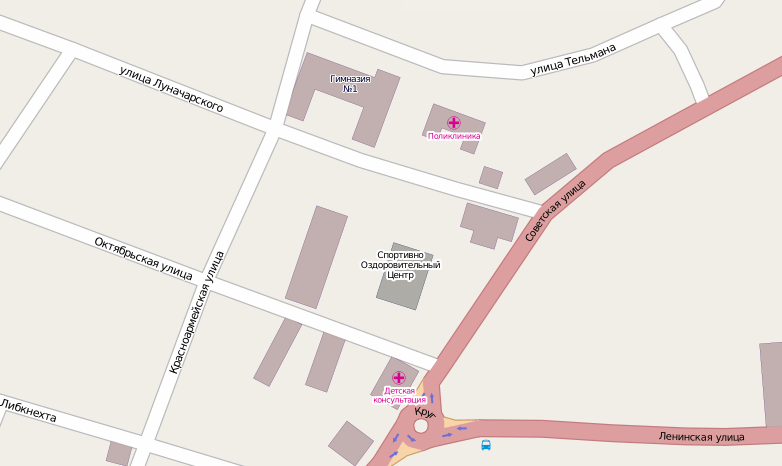 улица Тельмана
Гимназия
№1
улица Луначарского
Поликлиника
Советская улица
Октябрьская улица
Спортивно
Оздоровительный
Центр
Красноармейская улица
Детская
консультация
Либкнехта
Круг
Ленинская улица